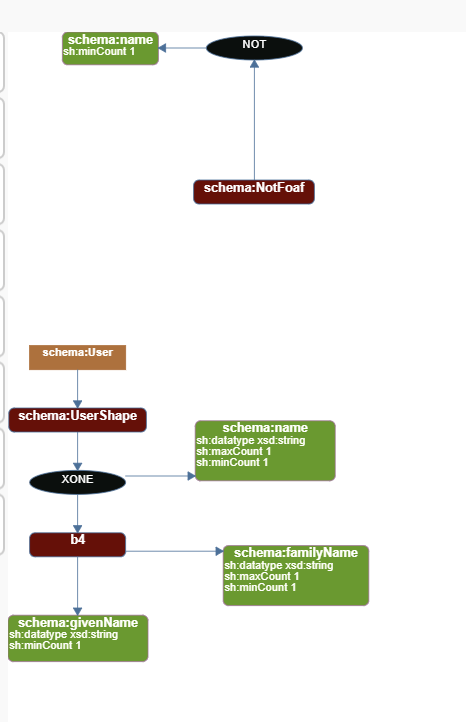 schema:name
sh:minCount 1
NOT
schema:NotFoaf
schema:User
schema:UserShape
schema:name
sh:datatype xsd:string
sh:maxCount 1
sh:minCount 1
XONE
b4
schema:familyName
sh:datatype xsd:string
sh:maxCount 1
sh:minCount 1
schema:givenName
sh:datatype xsd:string
sh:minCount 1